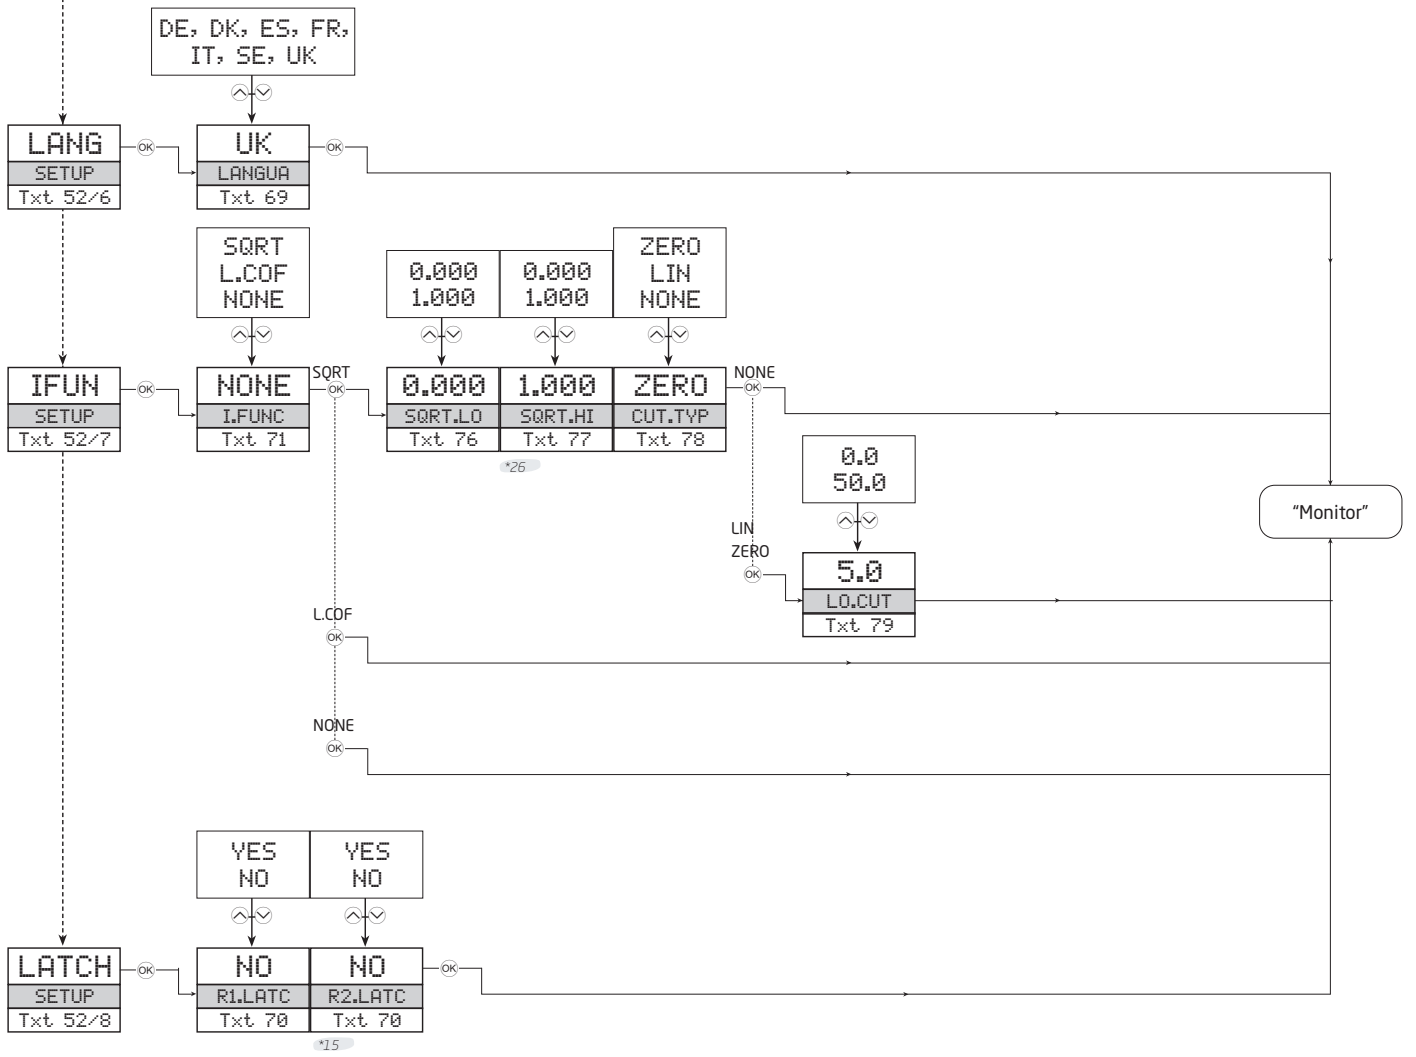 DE, DK, ES, FR,
IT, SE, UK
LANG
SETUP
Txt 52/6
OK
UK
LANGUA
Txt 69
OK
SQRT
L.COF
NONE
0.000
1.000
0.000
1.000
ZERO
LIN
NONE
IFUN
SETUP
Txt 52/7
OK
NONE
I.FUNC
Txt 71
SQRT
OK
0.000
SQRT.LO
Txt 76
1.000
SQRT.HI
Txt 77
*26
ZERO
CUT.TYP
Txt 78
NONE
OK
0.0
50.0
LIN
ZERO
OK
5.0
LO.CUT
Txt 79
"Monitor"
L.COF
OK
NONE
OK
YES
NO
YES
NO
LATCH
SETUP
Txt 52/8
OK
NO
R1.LATC
Txt 70
NO
R2.LATC
Txt 70
OK
*15